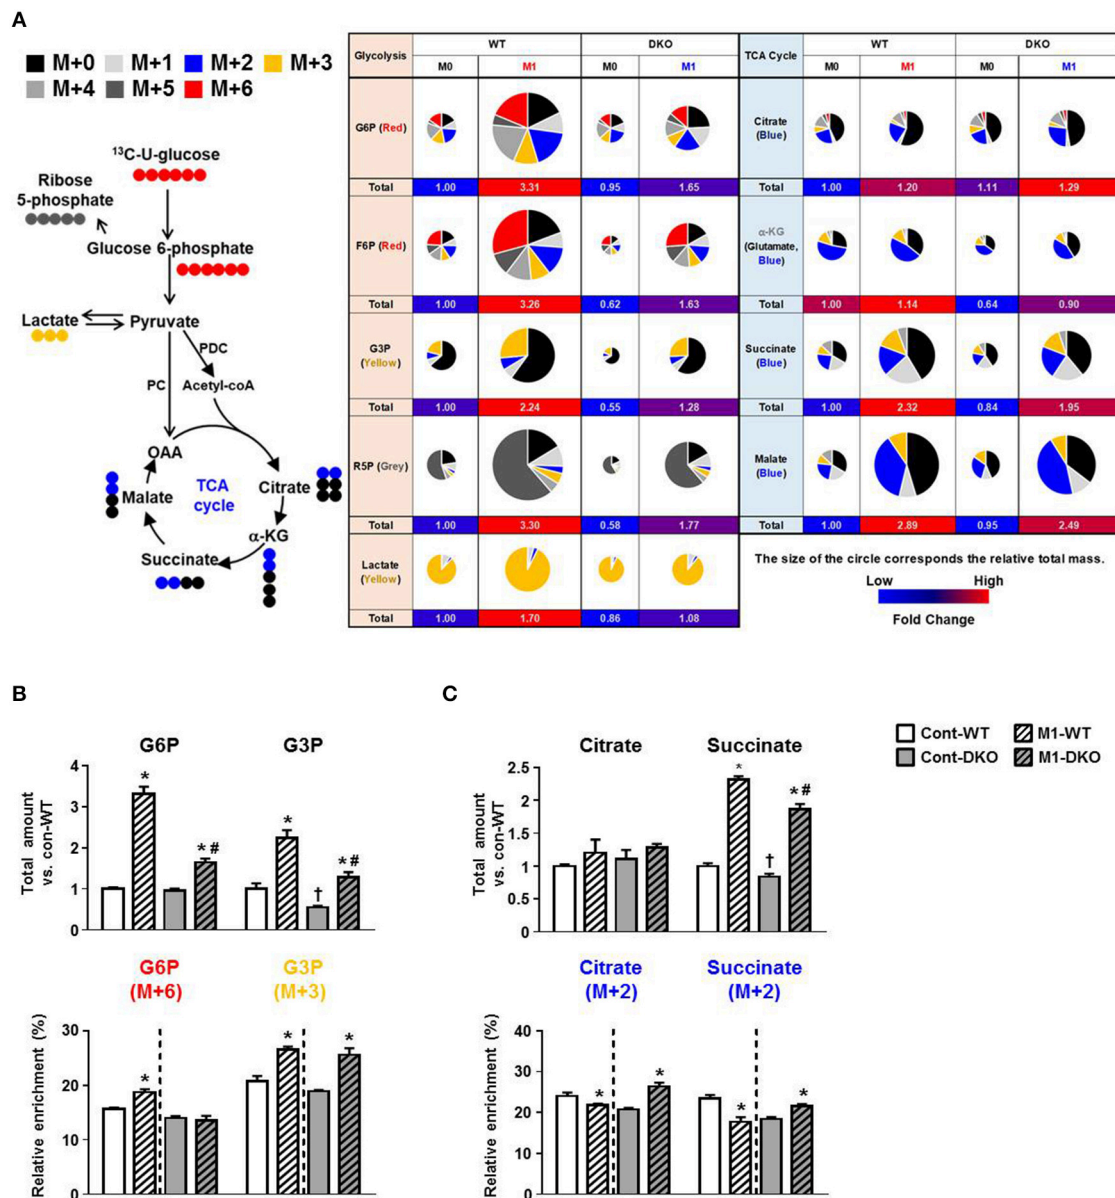 A
M+0 M+1 M+2 M+3
M+4 M+5 M+6
¹³C-U-glucose
Ribose
5-phosphate
Glucose 6-phosphate
Lactate
Pyruvate
PDC
PC
Acetyl-coA
OAA
Malate
TCA
cycle
Citrate
α-KG
Succinate
Glycolysis WT DKO TCA Cycle WT DKO
M0 M1 M0 M1 M0 M1 M0 M1
G6P (Red)
Citrate
(Blue)
Total 1.00 3.31 0.95 1.65 Total 1.00 1.20 1.11 1.29
F6P (Red)
α-KG
(Glutamate,
Blue)
Total 1.00 3.26 0.62 1.63 Total 1.00 1.14 0.64 0.90
G3P
(Yellow)
Succinate
(Blue)
Total 1.00 2.24 0.55 1.28 Total 1.00 2.32 0.84 1.95
R5P (Grey)
Malate
(Blue)
Total 1.00 3.30 0.58 1.77 Total 1.00 2.89 0.95 2.49
Lactate
(Yellow)
Total 1.00 1.70 0.86 1.08
The size of the circle corresponds the relative total mass.
Low High
Fold Change
B
G6P G3P
Total amount
vs. con-WT
4
3
2
1
0
* *# * † *#
G6P
(M+6)
G3P
(M+3)
Relative enrichment (%)
30
20
10
0
* * *
C
Citrate Succinate
Total amount
vs. con-WT
2.5
2
1.5
1
0.5
0
* † *#
Citrate
(M+2)
Succinate
(M+2)
Relative enrichment (%)
40
30
20
10
0
* * * *
Cont-WT M1-WT
Cont-DKO M1-DKO